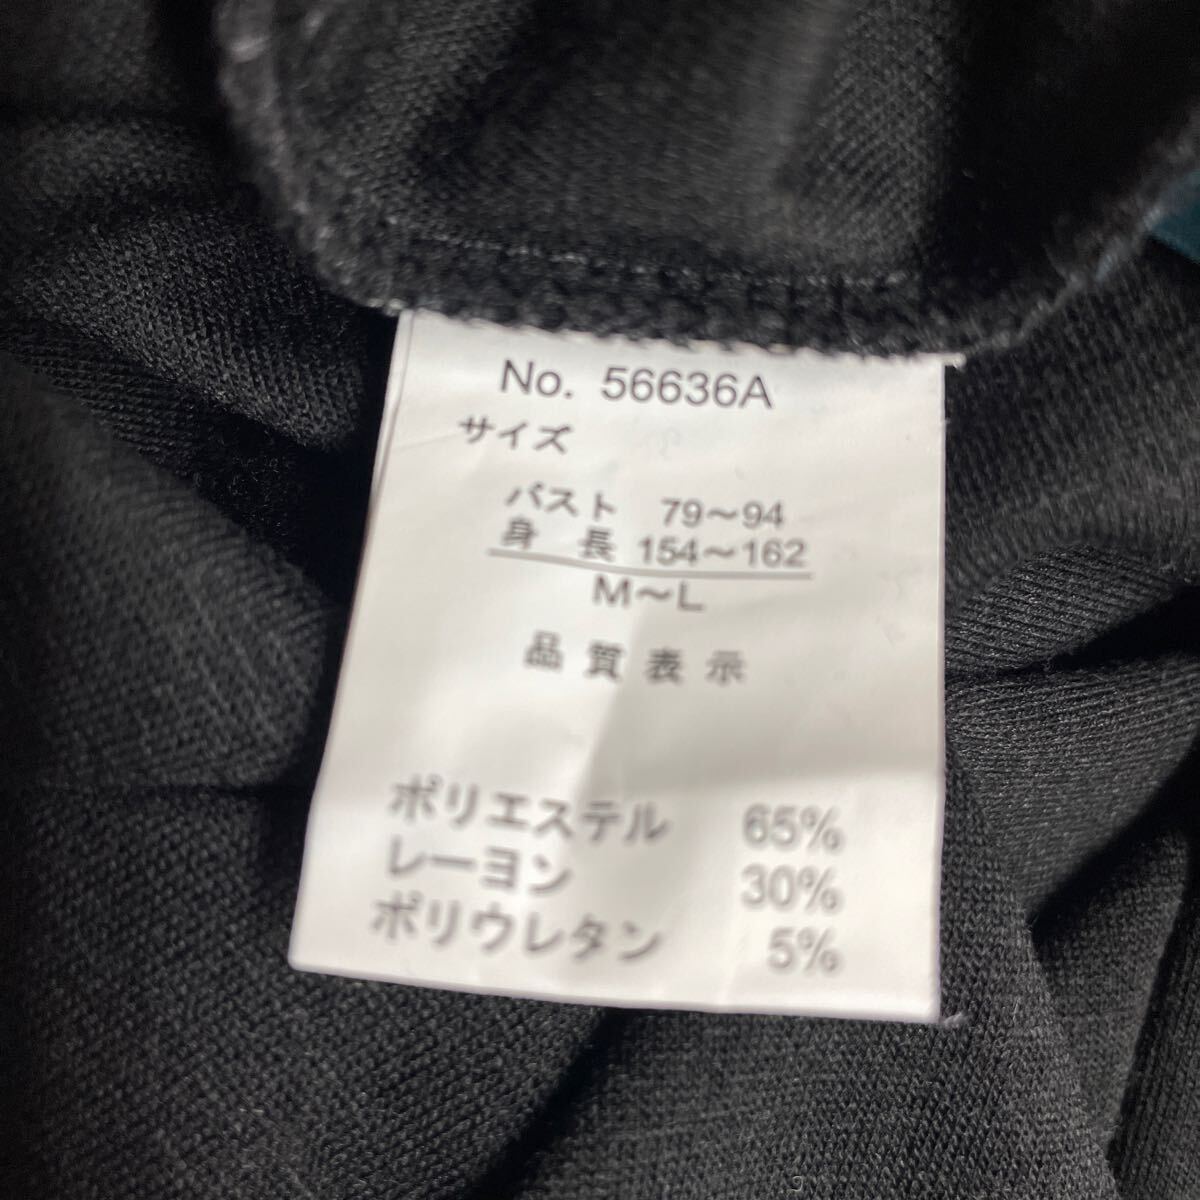 No. 56636A
サイズ
バスト 79～94
身 長 154～162
M～L
品 質 表 示
ポリエステル 65%
レーヨン 30%
ポリウレタン 5%